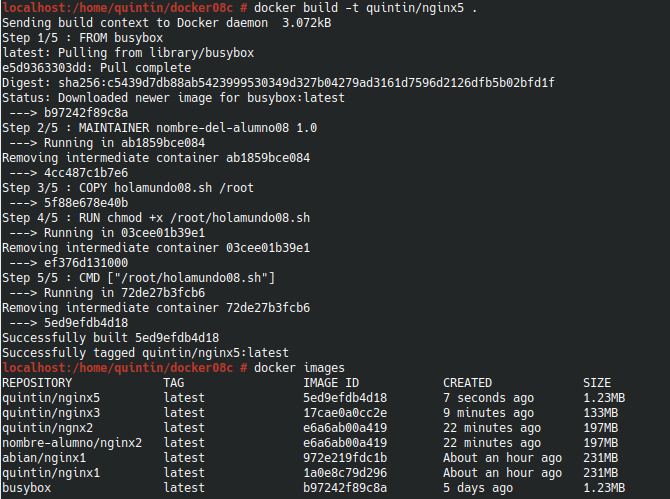 localhost:/home/quintin/docker08c # docker build -t quintin/nginx5 .
Sending build context to Docker daemon  3.072kB
Step 1/5 : FROM busybox
latest: Pulling from library/busybox
e5d9363303dd: Pull complete
Digest: sha256:c5439d7db88ab5423999530349d327b04279ad3161d7596d2126dfb5b02bfd1f
Status: Downloaded newer image for busybox:latest
 ---> b97242f89c8a
Step 2/5 : MAINTAINER nombre-del-alumno08 1.0
 ---> Running in ab1859bce084
Removing intermediate container ab1859bce084
 ---> 4cc487c1b7e6
Step 3/5 : COPY holamundo08.sh /root
 ---> 5f88e678e40b
Step 4/5 : RUN chmod +x /root/holamundo08.sh
 ---> Running in 03cee01b39e1
Removing intermediate container 03cee01b39e1
 ---> ef376d131000
Step 5/5 : CMD ["/root/holamundo08.sh"]
 ---> Running in 72de27b3fcb6
Removing intermediate container 72de27b3fcb6
 ---> 5ed9efdb4d18
Successfully built 5ed9efdb4d18
Successfully tagged quintin/nginx5:latest
localhost:/home/quintin/docker08c # docker images
REPOSITORY             TAG                 IMAGE ID            CREATED             SIZE
quintin/nginx5         latest              5ed9efdb4d18        7 seconds ago       1.23MB
quintin/nginx3         latest              17cae0a0cc2e        9 minutes ago       133MB
quintin/ngnx2          latest              e6a6ab00a419        22 minutes ago      197MB
nombre-alumno/nginx2   latest              e6a6ab00a419        22 minutes ago      197MB
abian/nginx1           latest              972e219fdc1b        About an hour ago   231MB
quintin/nginx1         latest              1a0e8c79d296        About an hour ago   231MB
busybox                latest              b97242f89c8a        5 days ago          1.23MB